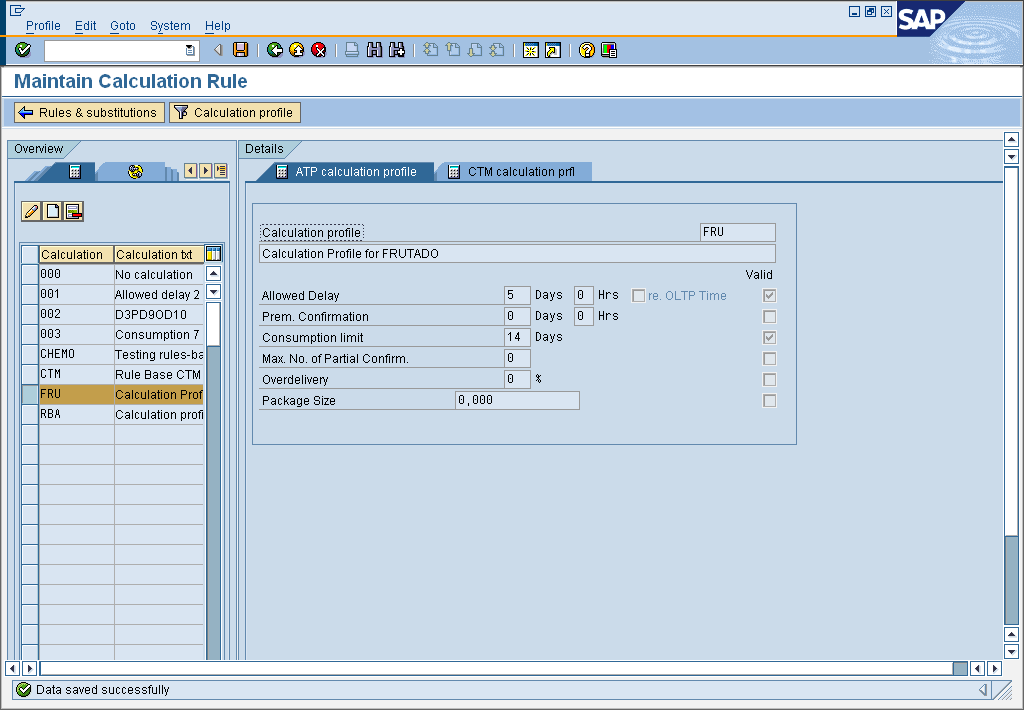 Profile Edit Goto System Help
SAP
Maintain Calculation Rule
Rules & substitutions Calculation profile
Overview
Calculation Calculation txt
000 No calculation
001 Allowed delay 2
002 D3PD9OD10
003 Consumption 7
CHEMO Testing rules-ba
CTM Rule Base CTM
FRU Calculation Prof
RBA Calculation profi
Details
ATP calculation profile CTM calculation prfl
Calculation profile FRU
Calculation Profile for FRUTADO
Valid
Allowed Delay 5 Days 0 Hrs re. OLTP Time
Prem. Confirmation 0 Days 0 Hrs
Consumption limit 14 Days
Max. No. of Partial Confirm. 0
Overdelivery 0 %
Package Size 0,000
Data saved successfully